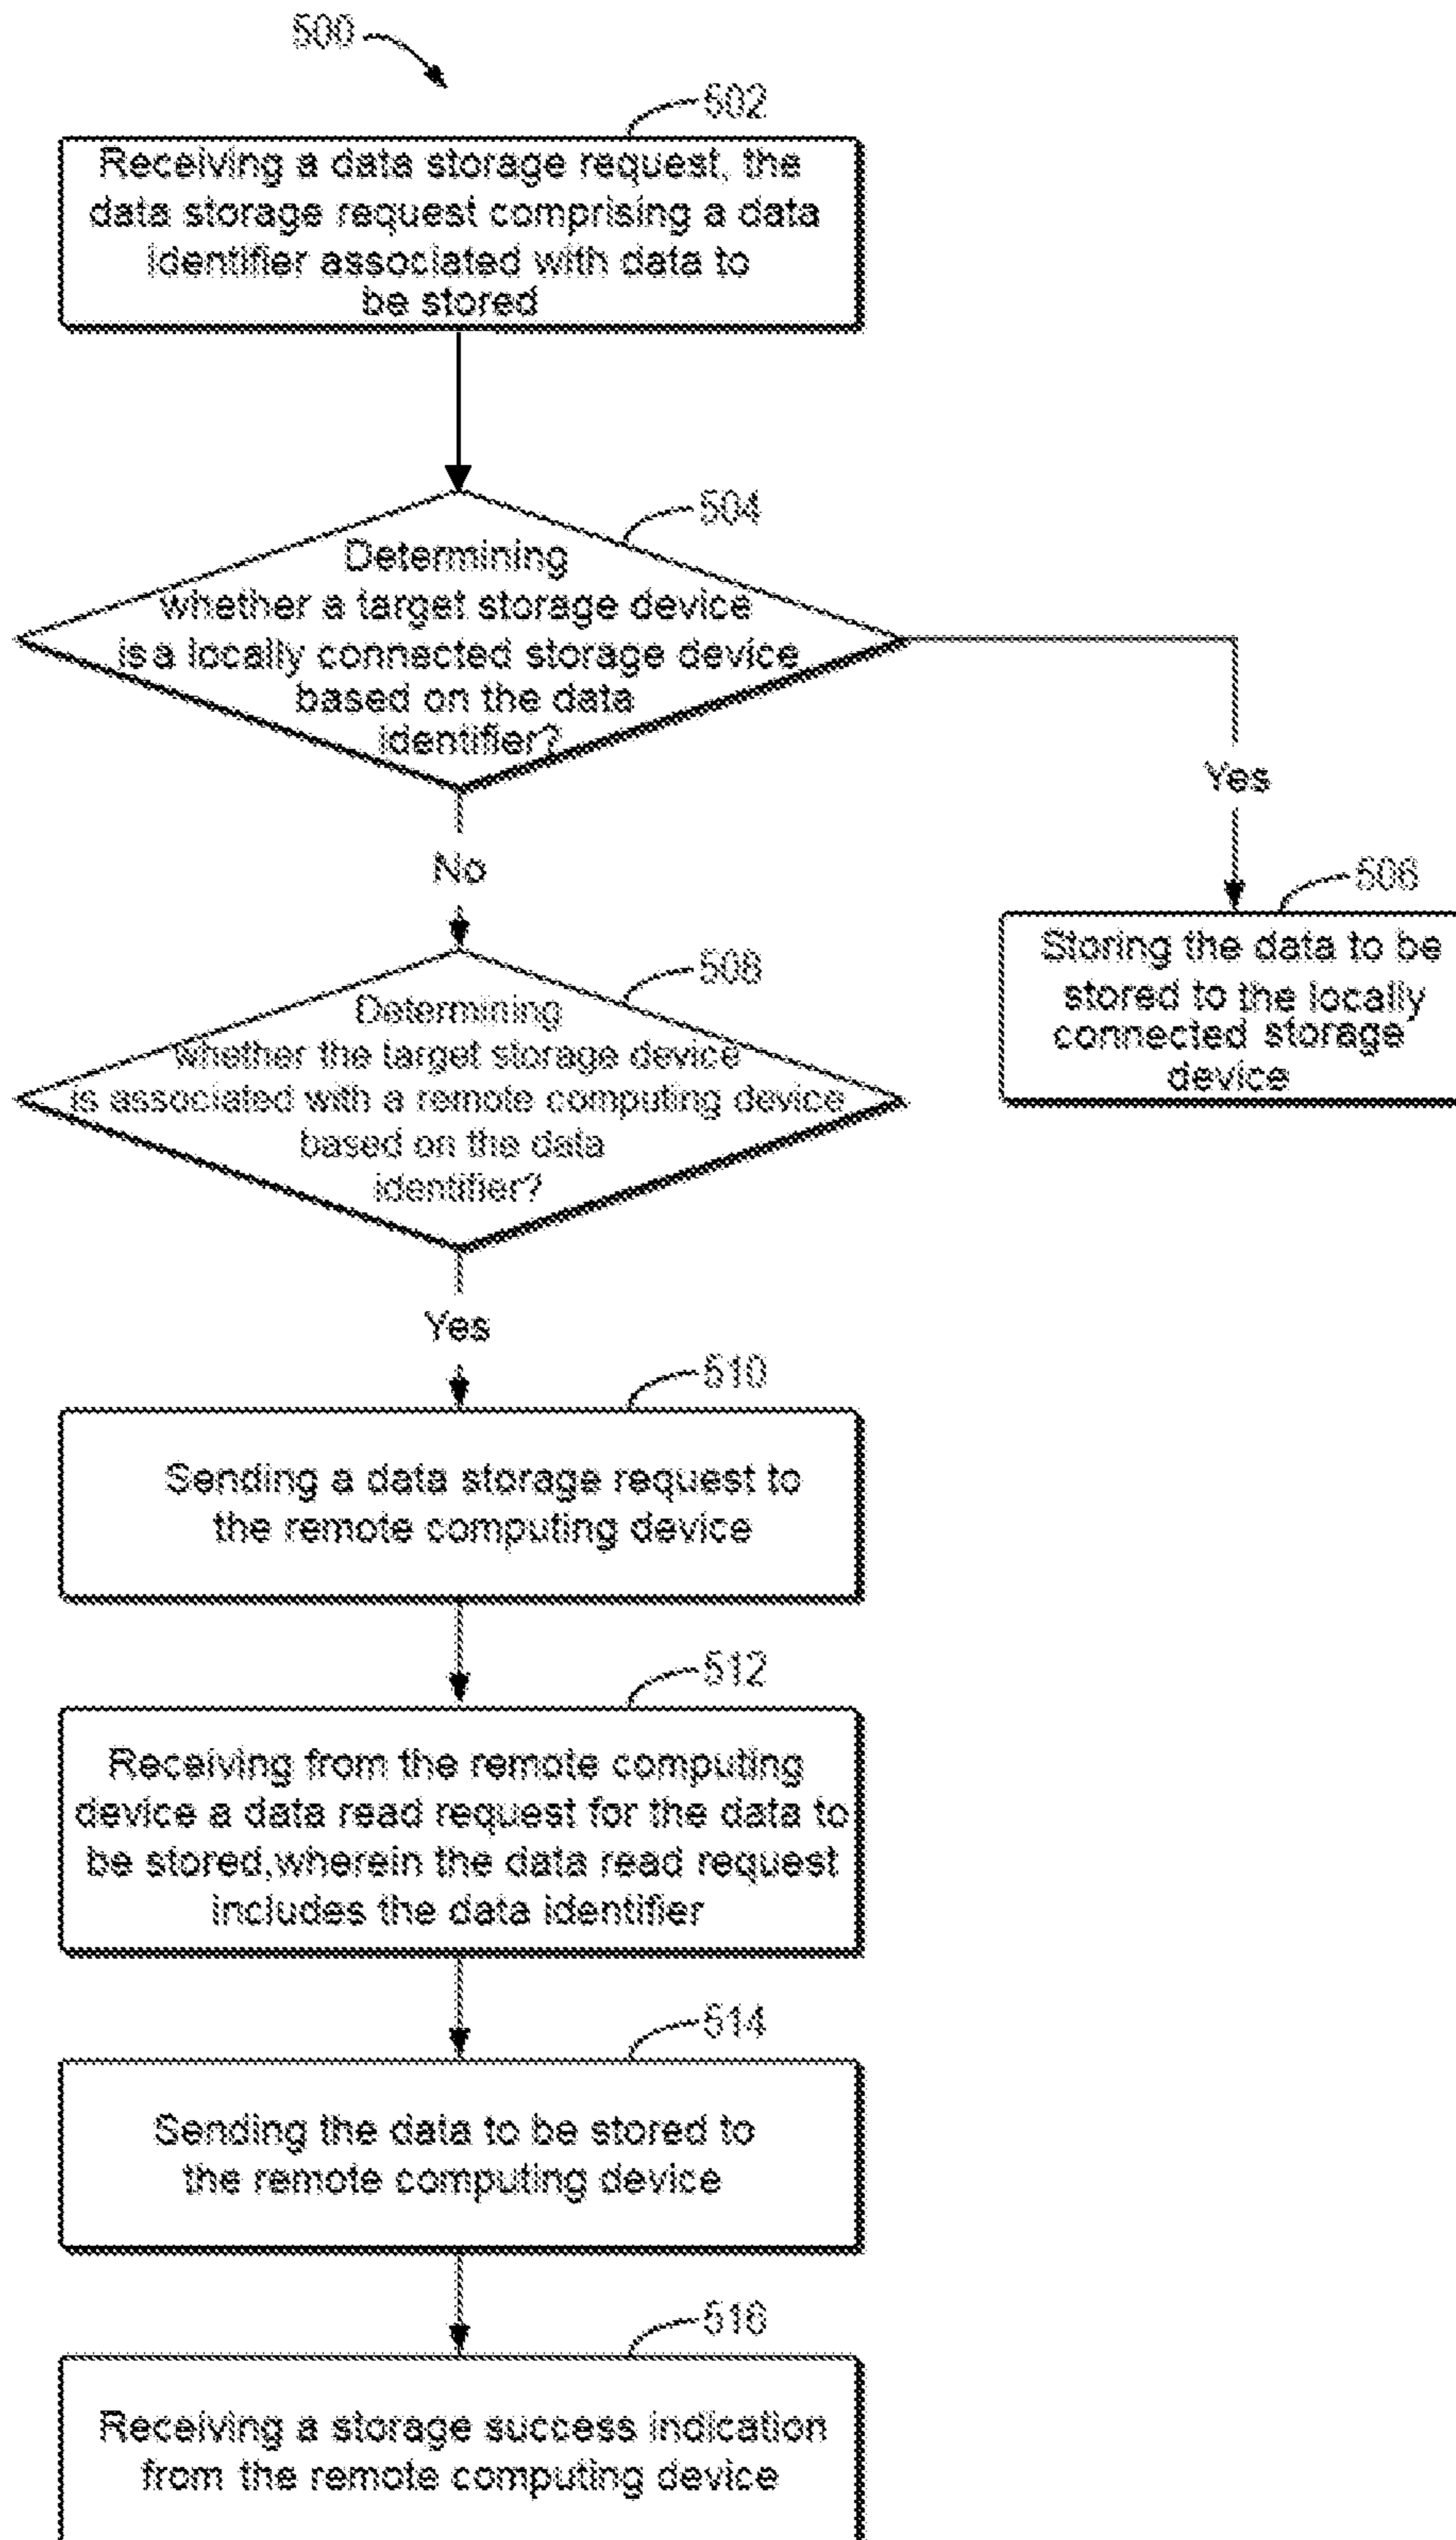 500
502
Receiving a data storage request, the
data storage request comprising a data
identifier associated with data to
be stored
504
Determining
whether a target storage device
is a locally connected storage device
based on the data
identifier?
Yes
No
506
Storing the data to be
stored to the locally
connected storage
device
508
Determining
whether the target storage device
is associated with a remote computing device
based on the data
identifier?
Yes
510
Sending a data storage request to
the remote computing device
512
Receiving from the remote computing
device a data read request for the data to
be stored,wherein the data read request
includes the data identifier
514
Sending the data to be stored to
the remote computing device
516
Receiving a storage success indication
from the remote computing device